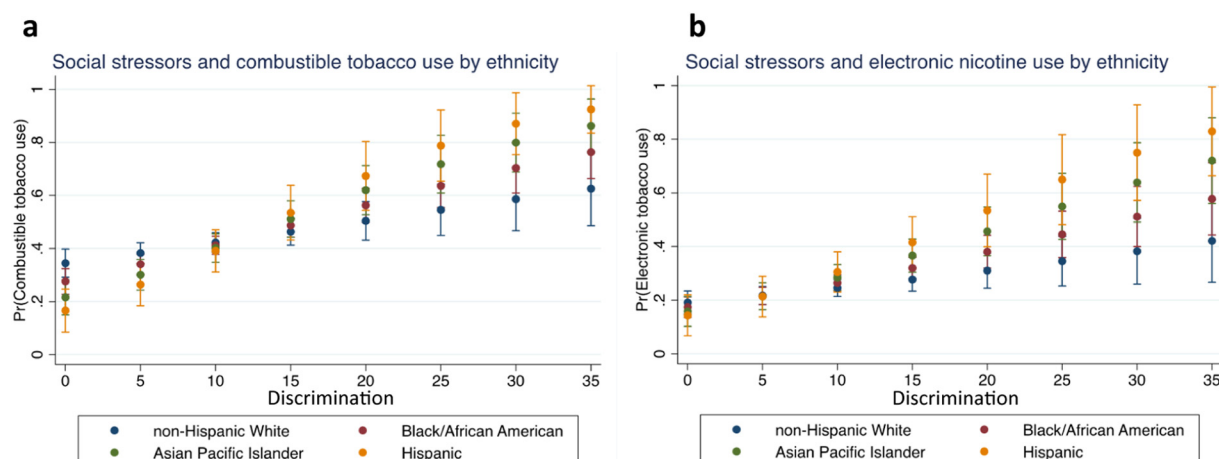 a
Social stressors and combustible tobacco use by ethnicity
Pr(Combustible tobacco use)
1
.8
.6
.4
.2
0
0 5 10 15 20 25 30 35
Discrimination
non-Hispanic White Black/African American
Asian Pacific Islander Hispanic
b
Social stressors and electronic nicotine use by ethnicity
Pr(Electronic tobacco use)
1
.8
.6
.4
.2
0
0 5 10 15 20 25 30 35
Discrimination
non-Hispanic White Black/African American
Asian Pacific Islander Hispanic